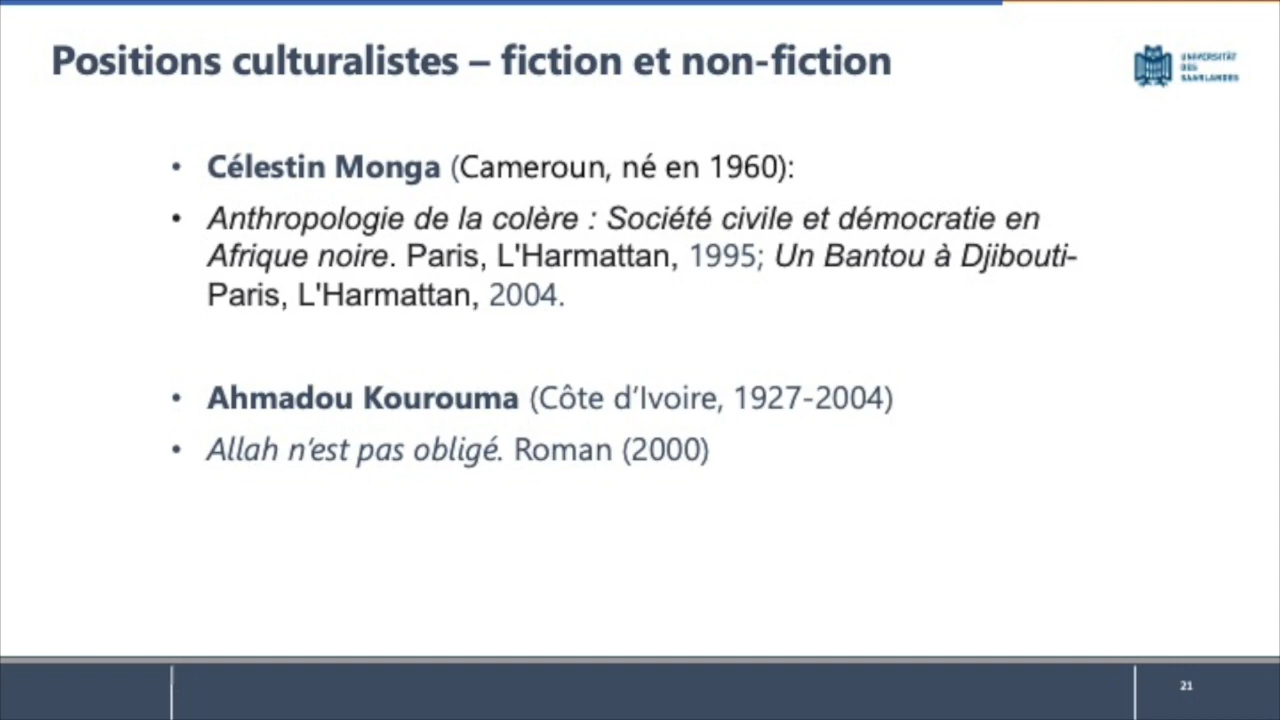 Positions culturalistes – fiction et non-fiction
UNIVERSITÄT
DES
SAARLANDES
• Célestin Monga (Cameroun, né en 1960):
• Anthropologie de la colère : Société civile et démocratie en
Afrique noire. Paris, L'Harmattan, 1995; Un Bantou à Djibouti-
Paris, L'Harmattan, 2004.
• Ahmadou Kourouma (Côte d’Ivoire, 1927-2004)
• Allah n’est pas obligé. Roman (2000)
21